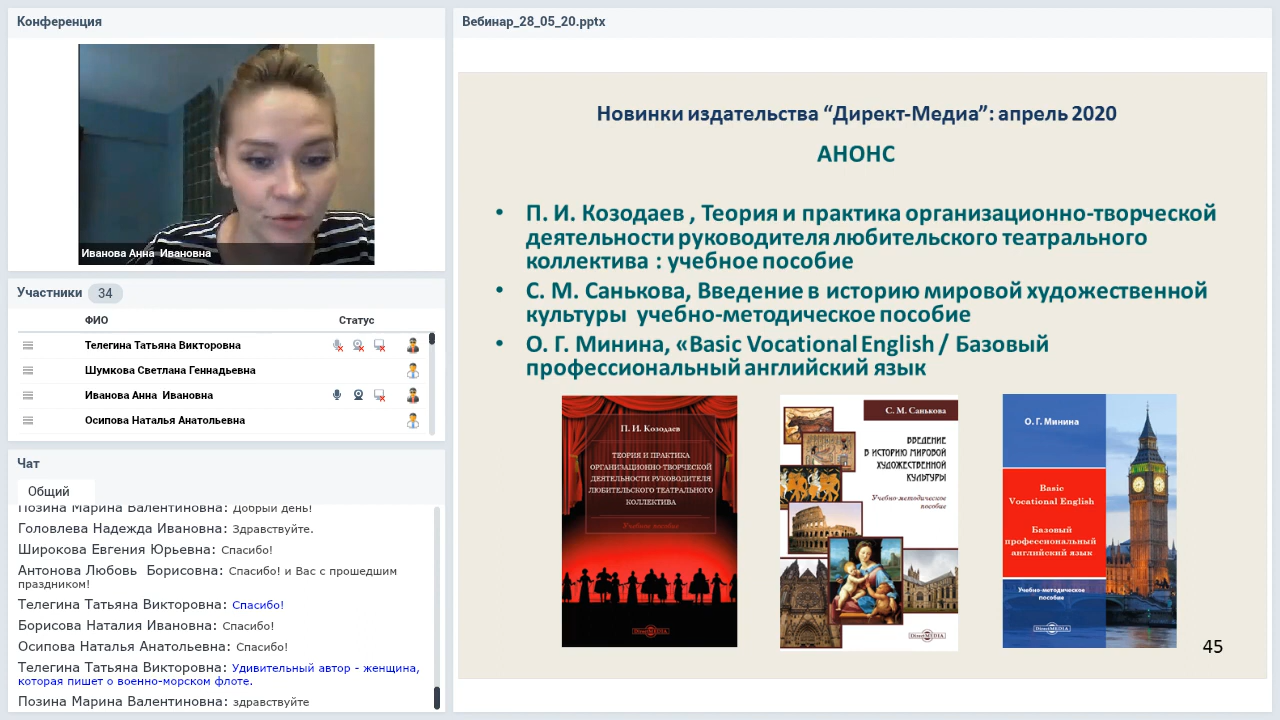 Конференция
Иванова Анна  Ивановна
Участники 34
ФИО Статус
Телегина Татьяна Викторовна
Шумкова Светлана Геннадьевна
Иванова Анна  Ивановна
Осипова Наталья Анатольевна
Чат
Общий
Позина Марина Валентиновна: Добрый день!
Головлева Надежда Ивановна: Здравствуйте.
Широкова Евгения Юрьевна: Спасибо!
Антонова Любовь  Борисовна: Спасибо! и Вас с прошедшим
праздником!
Телегина Татьяна Викторовна: Спасибо!
Борисова Наталия Ивановна: Спасибо!
Осипова Наталья Анатольевна: Спасибо!
Телегина Татьяна Викторовна: Удивительный автор - женщина,
которая пишет о военно-морском флоте.
Позина Марина Валентиновна: здравствуйте
Вебинар_28_05_20.pptx
Новинки издательства “Директ-Медиа”: апрель 2020
АНОНС
• П. И. Козодаев , Теория и практика организационно-творческой
деятельности руководителя любительского театрального
коллектива : учебное пособие
• С. М. Санькова, Введение в историю мировой художественной
культуры  учебно-методическое пособие
• О. Г. Минина, «Basic Vocational English / Базовый
профессиональный английский язык
П. И. Козодаев
ТЕОРИЯ И ПРАКТИКА
ОРГАНИЗАЦИОННО-ТВОРЧЕСКОЙ
ДЕЯТЕЛЬНОСТИ РУКОВОДИТЕЛЯ
ЛЮБИТЕЛЬСКОГО ТЕАТРАЛЬНОГО
КОЛЛЕКТИВА
Учебное пособие
DirectMEDIA
С. М. Санькова
ВВЕДЕНИЕ
В ИСТОРИЮ МИРОВОЙ
ХУДОЖЕСТВЕННОЙ
КУЛЬТУРЫ
Учебно-методическое
пособие
DirectMEDIA
О. Г. Минина
Basic
Vocational English
Базовый
профессиональный
английский язык
Учебно-методическое
пособие
DirectMEDIA
45